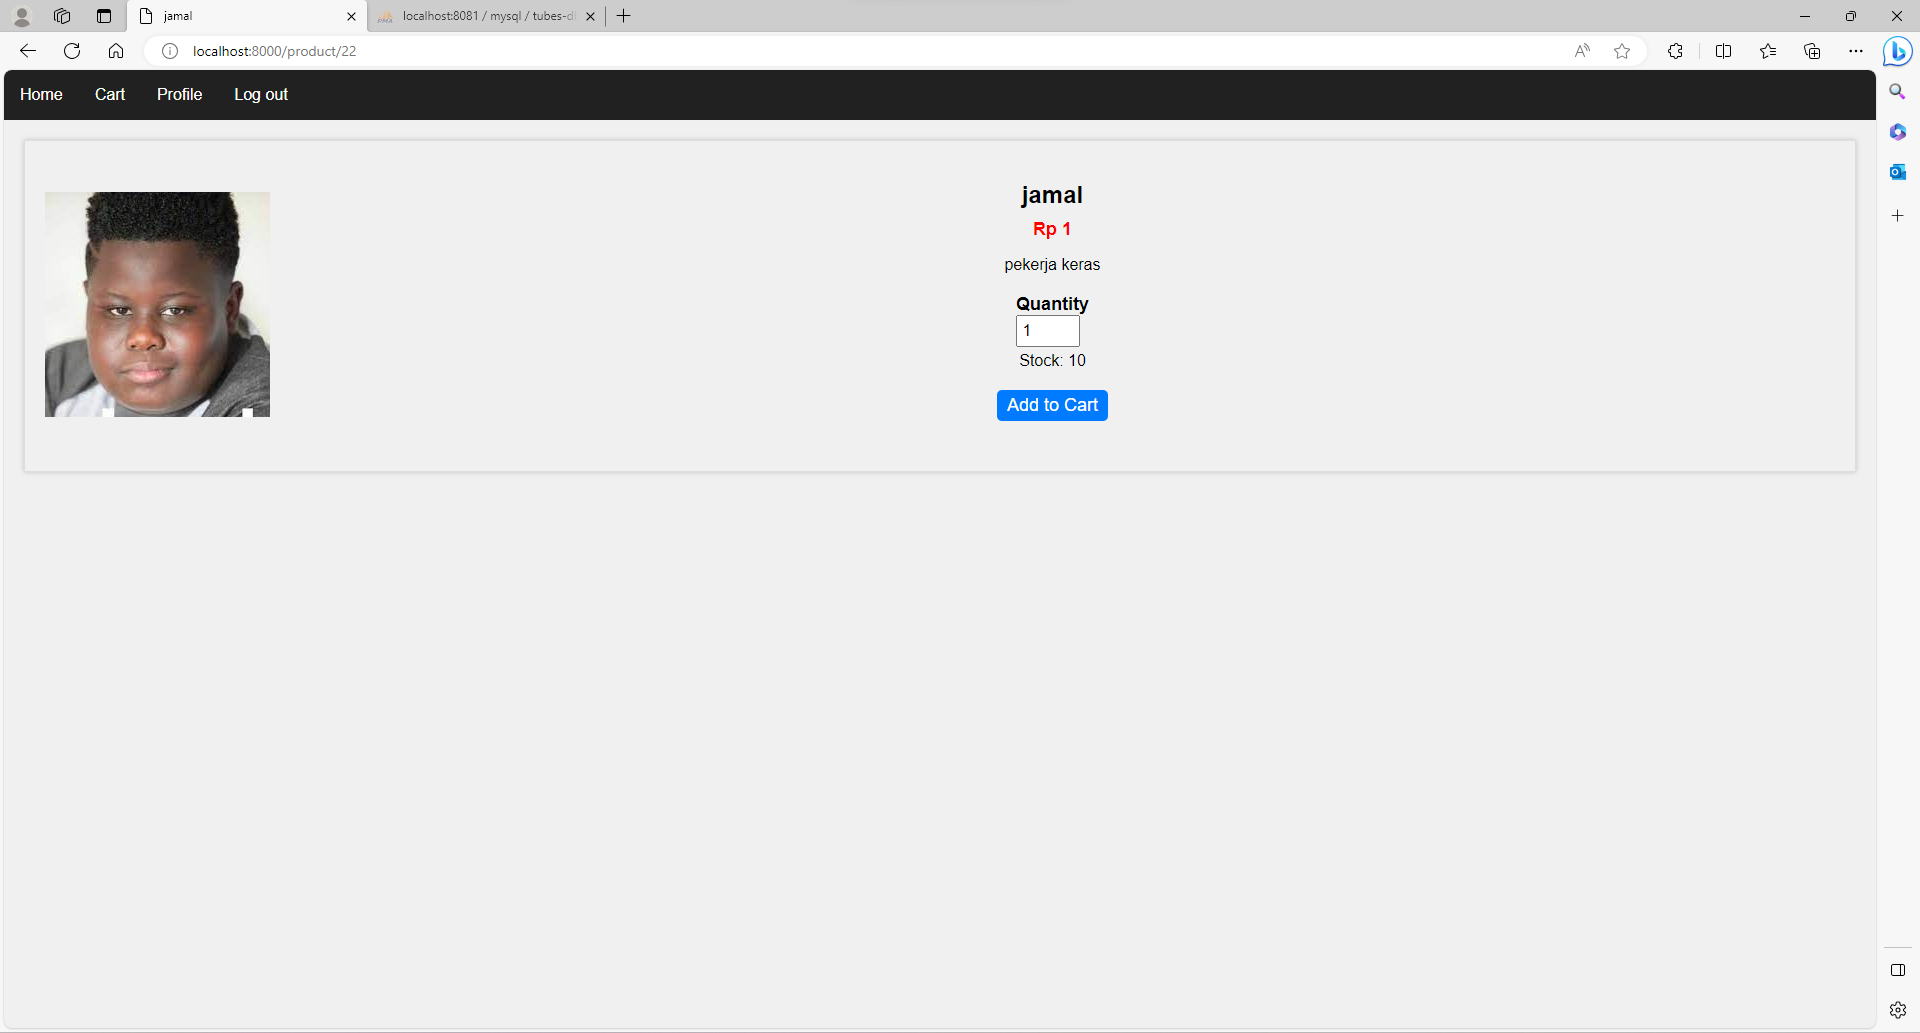 jamal
localhost:8081 / mysql / tubes-di
localhost:8000/product/22
Home
Cart
Profile
Log out
jamal
Rp 1
pekerja keras
Quantity
1
Stock: 10
Add to Cart